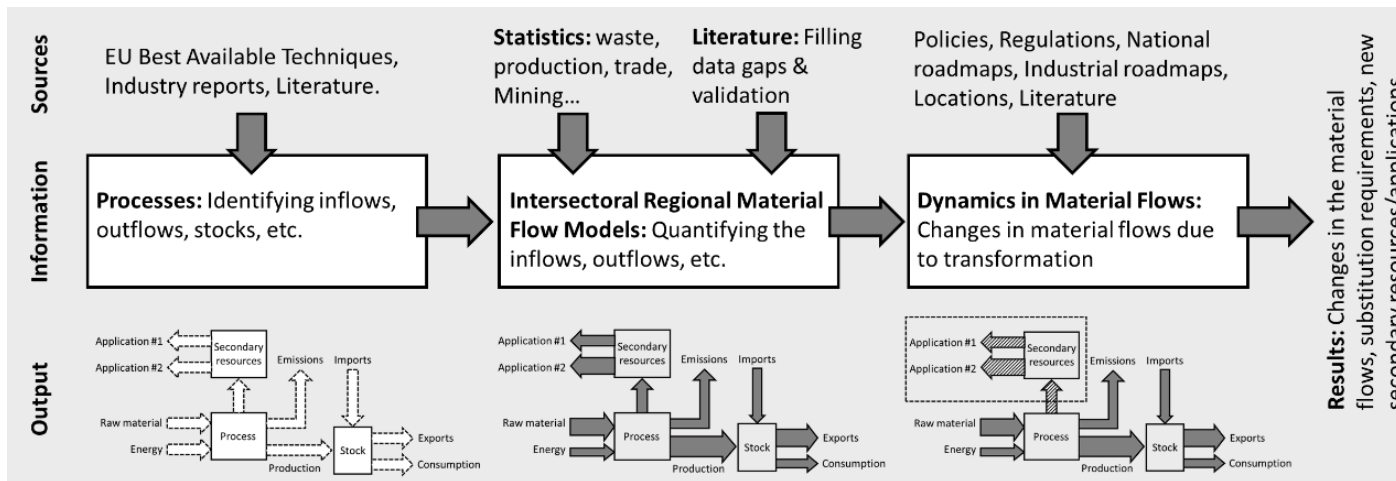 Sources
EU Best Available Techniques,
Industry reports, Literature.
Statistics: waste,
production, trade,
Mining...
Literature: Filling
data gaps &
validation
Policies, Regulations, National
roadmaps, Industrial roadmaps,
Locations, Literature
Information
Processes: Identifying inflows,
outflows, stocks, etc.
Intersectoral Regional Material
Flow Models: Quantifying the
inflows, outflows, etc.
Dynamics in Material Flows:
Changes in material flows due
to transformation
Results: Changes in the material
flows, substitution requirements, new
secondary resources/applications
Output
Application #1
Application #2
Secondary
resources
Emissions
Imports
Raw material
Energy
Process
Production
Stock
Exports
Consumption
Application #1
Application #2
Secondary
resources
Emissions
Imports
Raw material
Energy
Process
Production
Stock
Exports
Consumption
Application #1
Application #2
Secondary
resources
Emissions
Imports
Raw material
Energy
Process
Production
Stock
Exports
Consumption